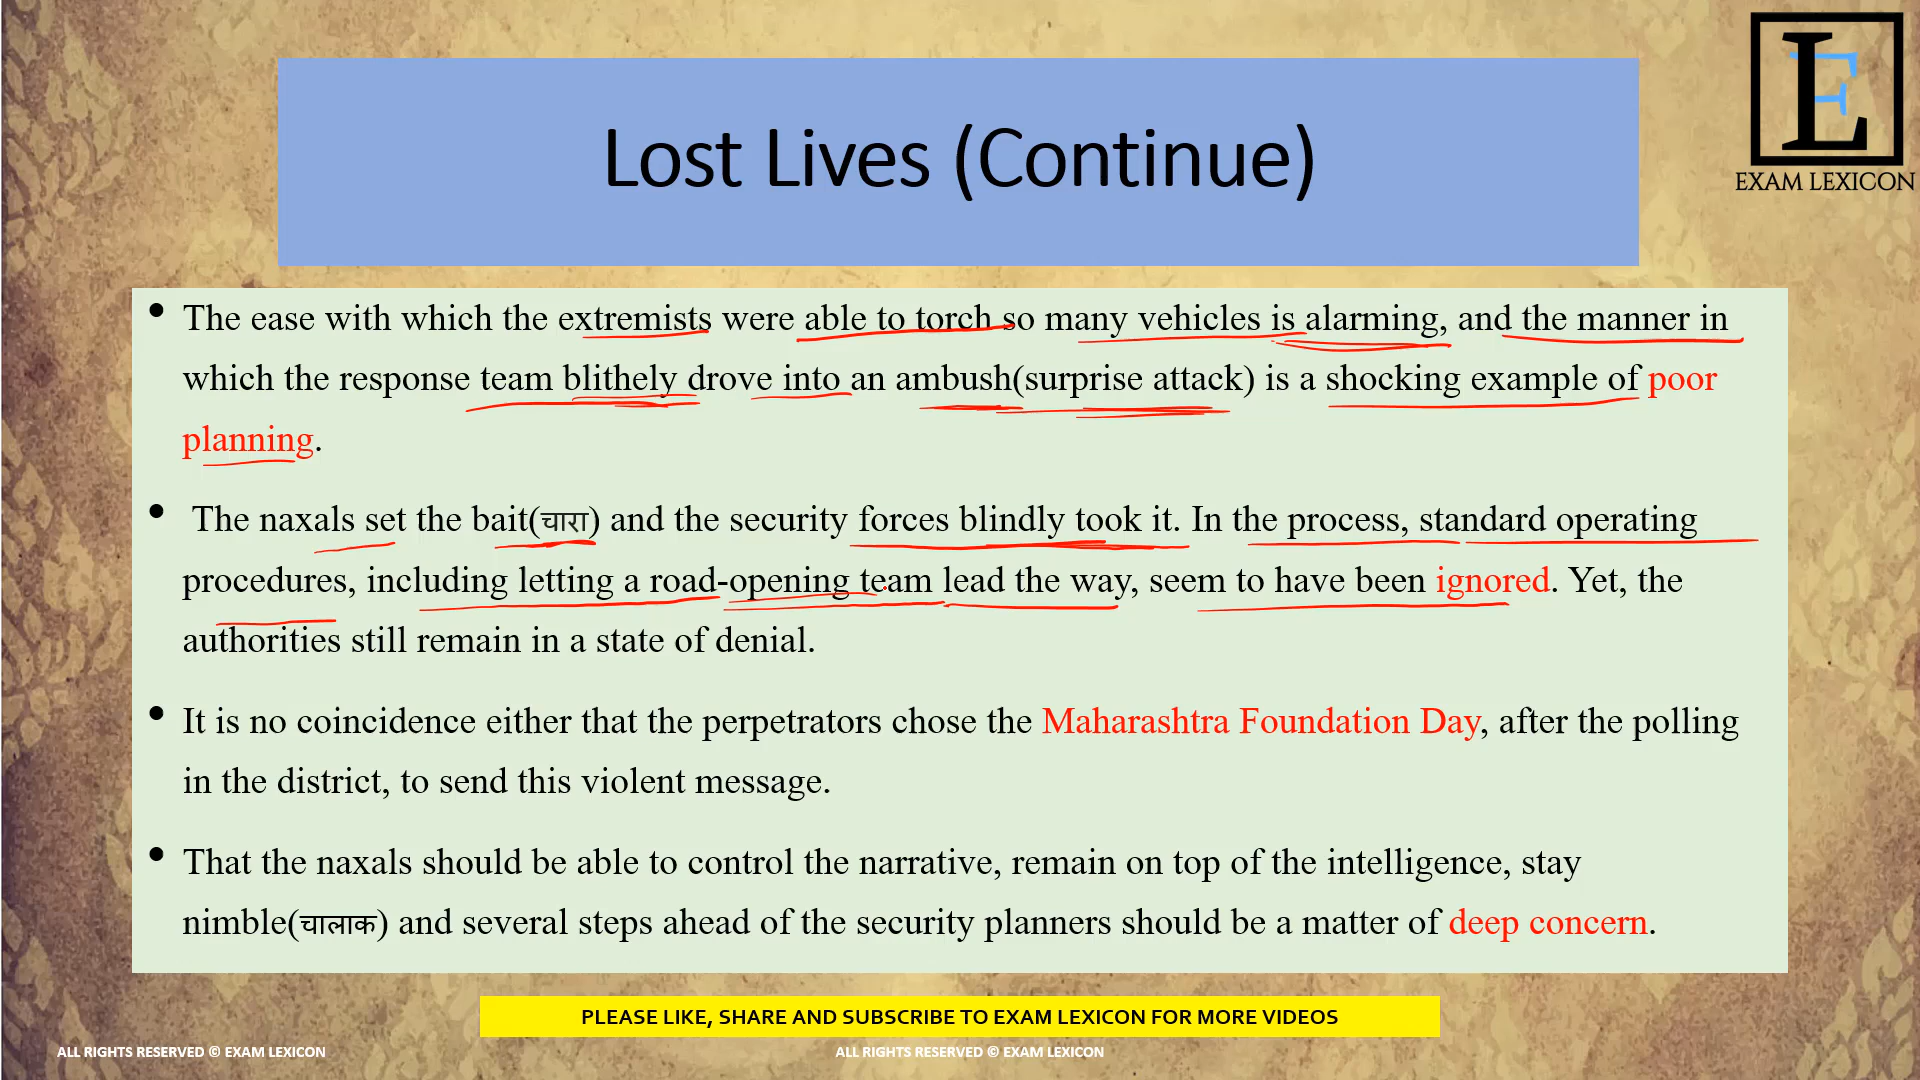 EXAM LEXICON
Lost Lives (Continue)
• The ease with which the extremists were able to torch so many vehicles is alarming, and the manner in
which the response team blithely drove into an ambush(surprise attack) is a shocking example of poor
planning.
• The naxals set the bait(चारा) and the security forces blindly took it. In the process, standard operating
procedures, including letting a road-opening team lead the way, seem to have been ignored. Yet, the
authorities still remain in a state of denial.
• It is no coincidence either that the perpetrators chose the Maharashtra Foundation Day, after the polling
in the district, to send this violent message.
• That the naxals should be able to control the narrative, remain on top of the intelligence, stay
nimble(चालाक) and several steps ahead of the security planners should be a matter of deep concern.
PLEASE LIKE, SHARE AND SUBSCRIBE TO EXAM LEXICON FOR MORE VIDEOS
ALL RIGHTS RESERVED © EXAM LEXICON
ALL RIGHTS RESERVED © EXAM LEXICON